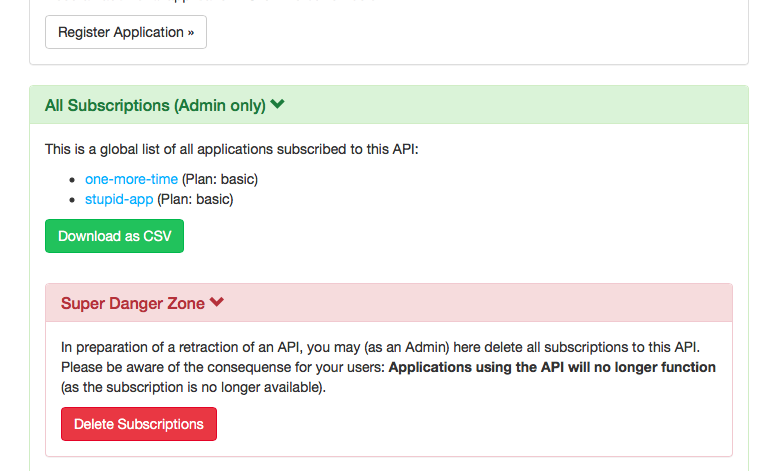 Register Application »
All Subscriptions (Admin only)
This is a global list of all applications subscribed to this API:
• one-more-time (Plan: basic)
• stupid-app (Plan: basic)
Download as CSV
Super Danger Zone
In preparation of a retraction of an API, you may (as an Admin) here delete all subscriptions to this API.
Please be aware of the consequense for your users: Applications using the API will no longer function
(as the subscription is no longer available).
Delete Subscriptions